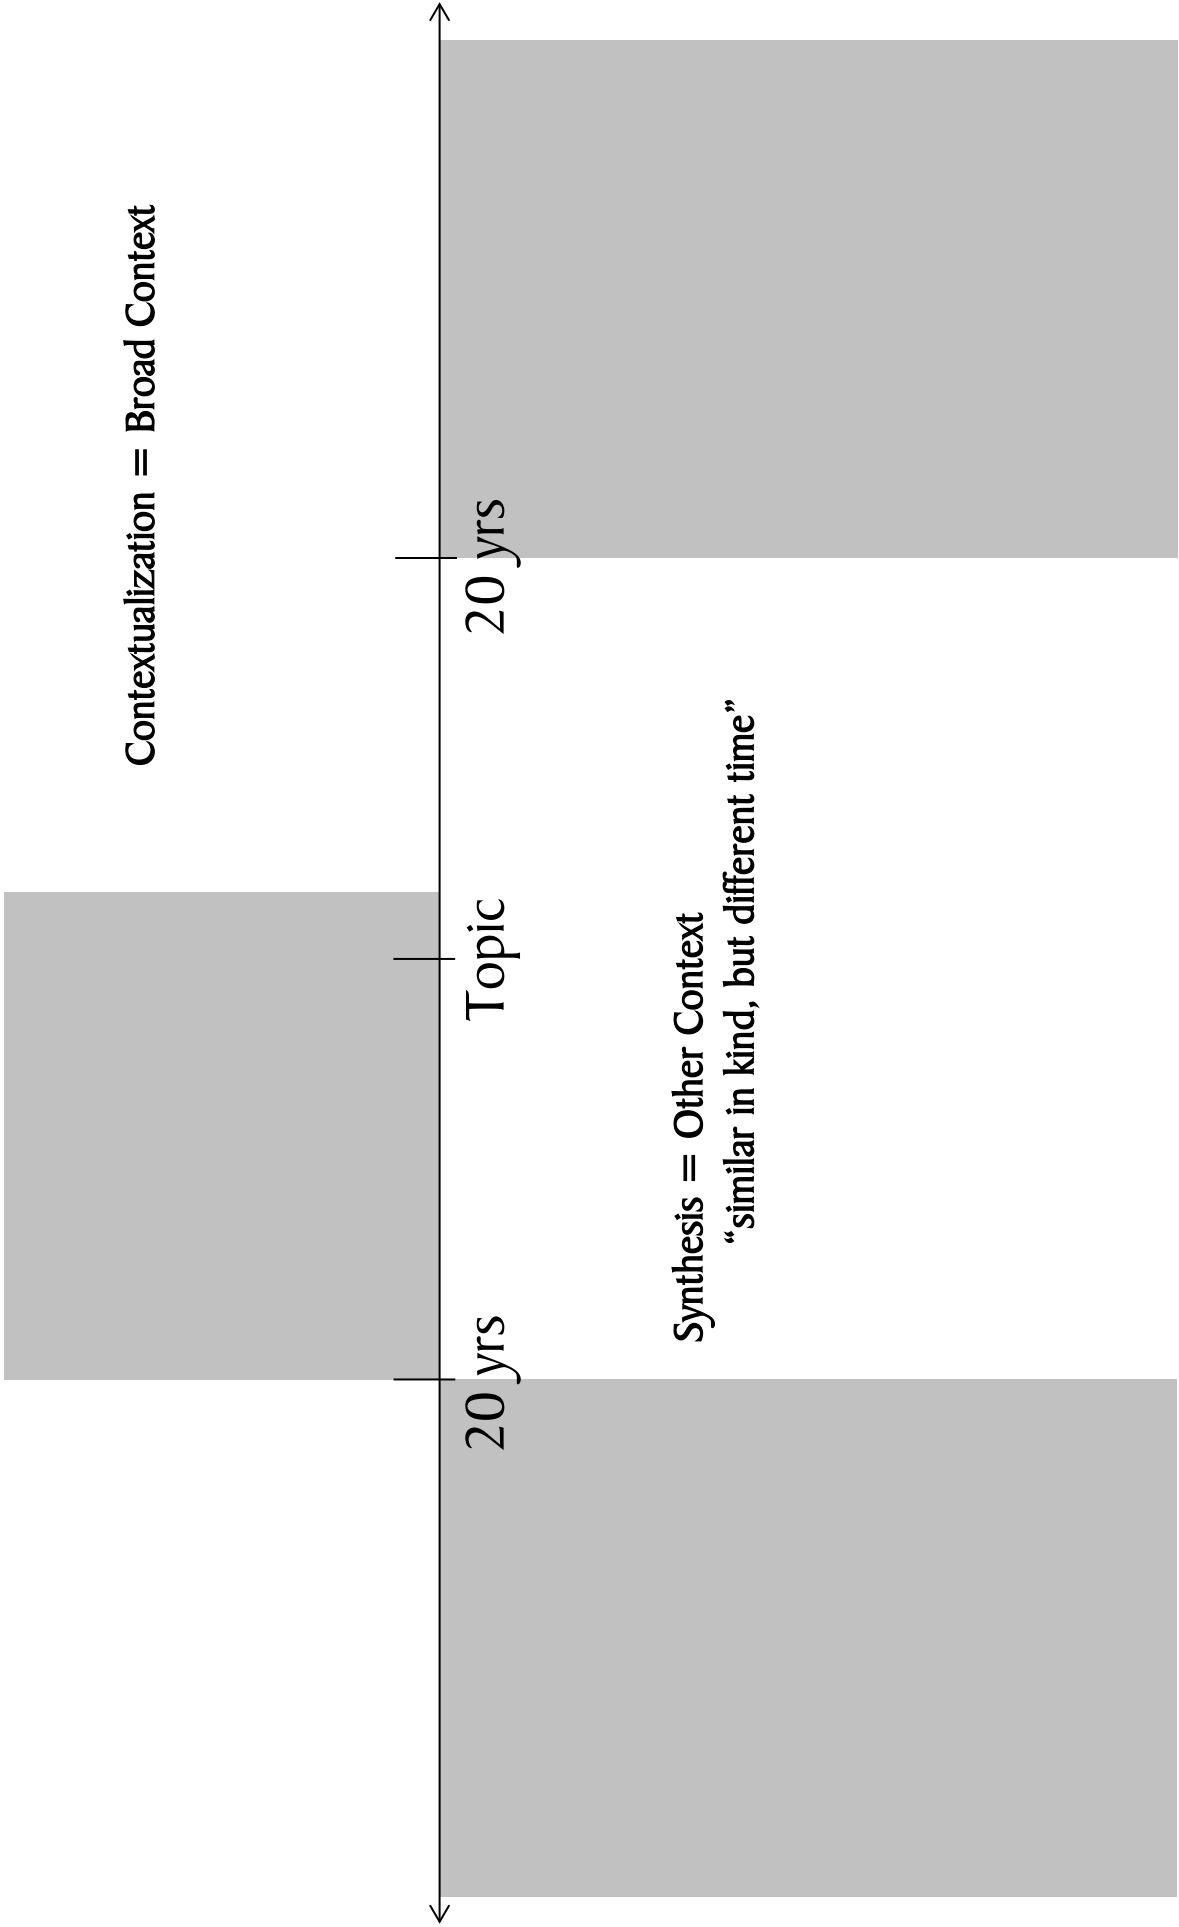 Contextualization = Broad Context
20 yrs
Topic
20 yrs
Synthesis = Other Context
“similar in kind, but different time”